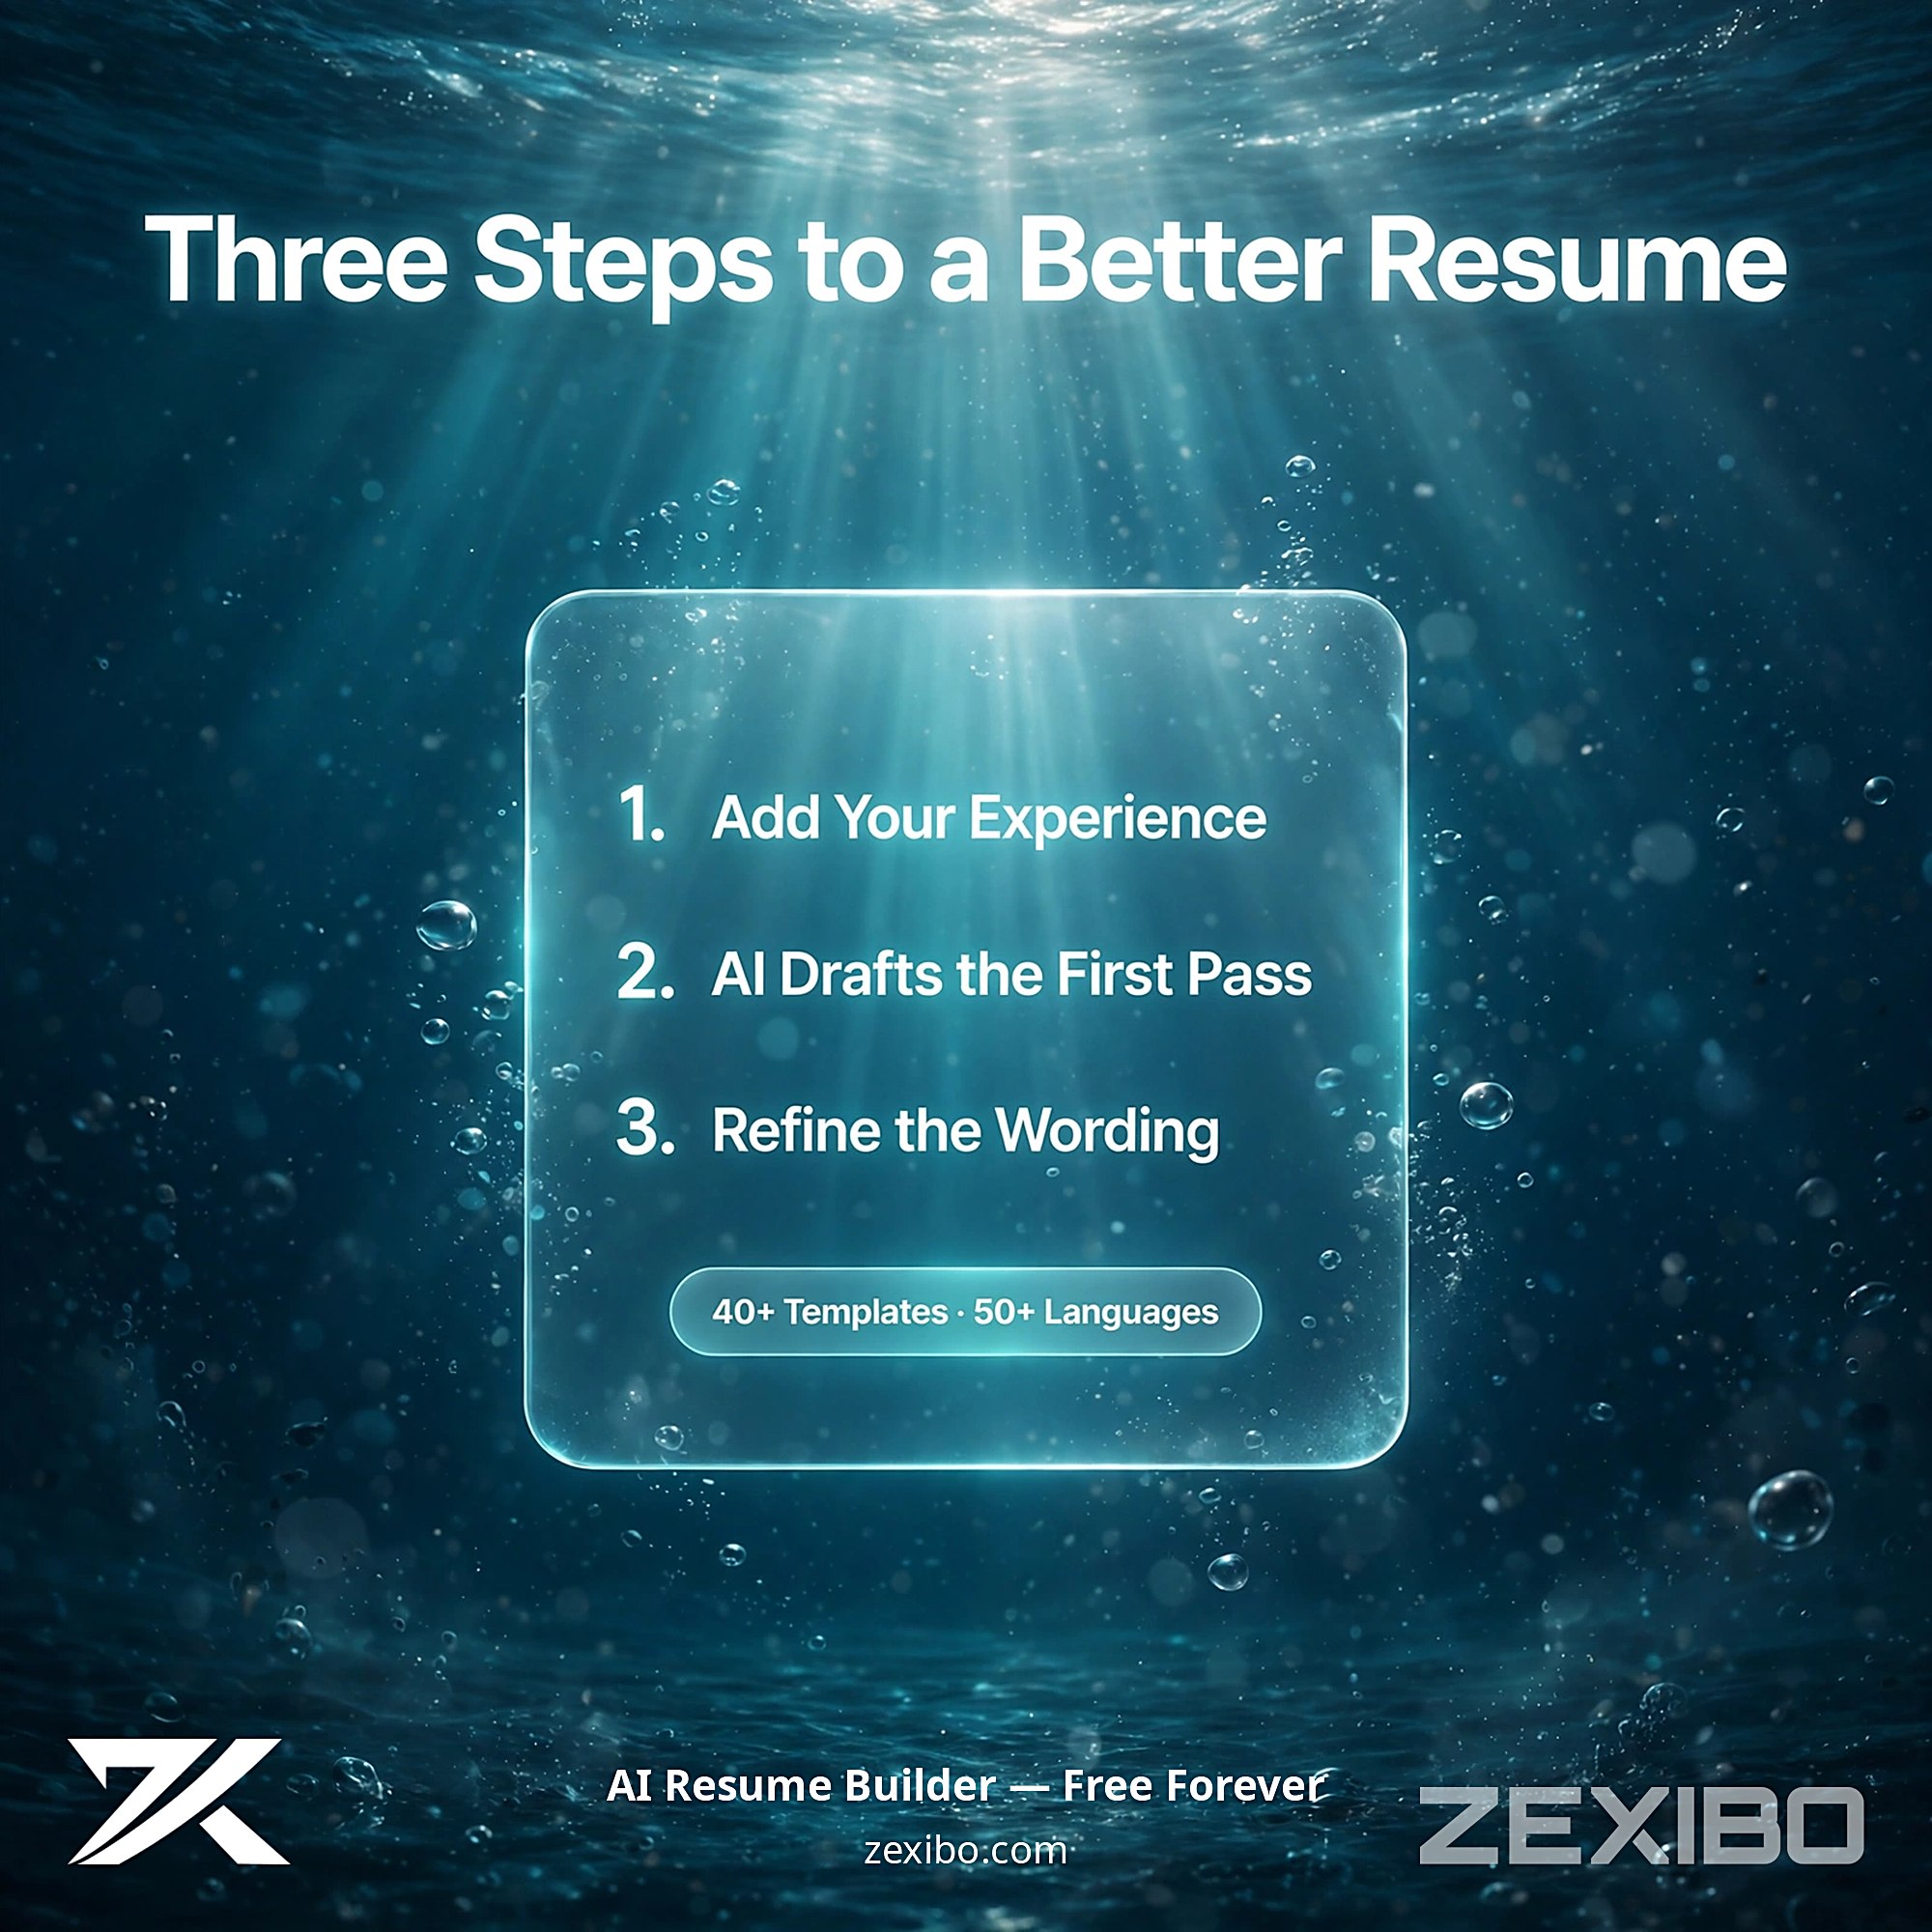 Three Steps to a Better Resume
1. Add Your Experience
2. AI Drafts the First Pass
3. Refine the Wording
40+ Templates · 50+ Languages
AI Resume Builder — Free Forever
zexibo.com
ZEXIBO